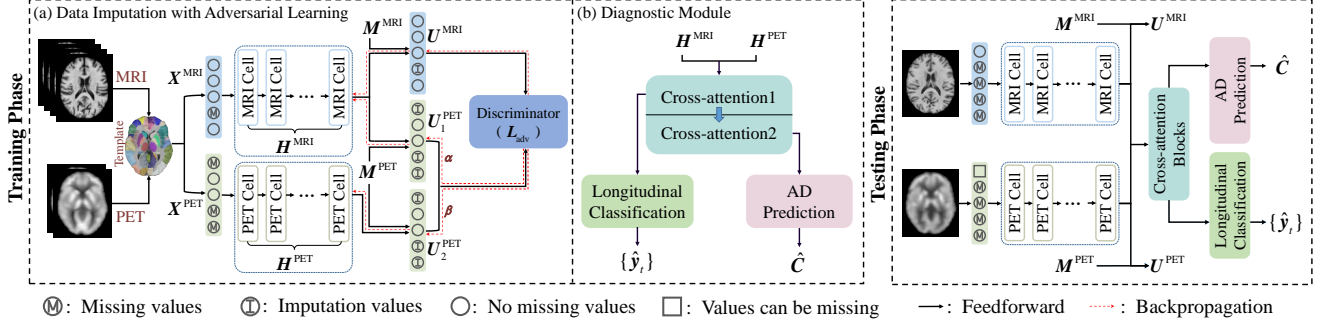 (a) Data Imputation with Adversarial Learning
Training Phase
MRI
PET
Template
X^MRI
X^PET
M
M
M
M
M
MRI Cell
MRI Cell
...
MRI Cell
H^MRI
PET Cell
PET Cell
...
PET Cell
H^PET
M^MRI
U^MRI
I
I
I
U_1^PET
I
I
M^PET
α
β
U_2^PET
I
I
Discriminator
( L_adv )
(b) Diagnostic Module
H^MRI H^PET
Cross-attention1
Cross-attention2
Longitudinal
Classification
AD
Prediction
{ŷ_t}
Ĉ
Testing Phase
M^MRI
U^MRI
M
M
M
MRI Cell
MRI Cell
...
MRI Cell
M
M
M
M
PET Cell
PET Cell
...
PET Cell
M^PET
U^PET
Cross-attention
Blocks
AD
Prediction
Ĉ
Longitudinal
Classification
{ŷ_t}
M : Missing values
I : Imputation values
: No missing values
: Values can be missing
: Feedforward
: Backpropagation